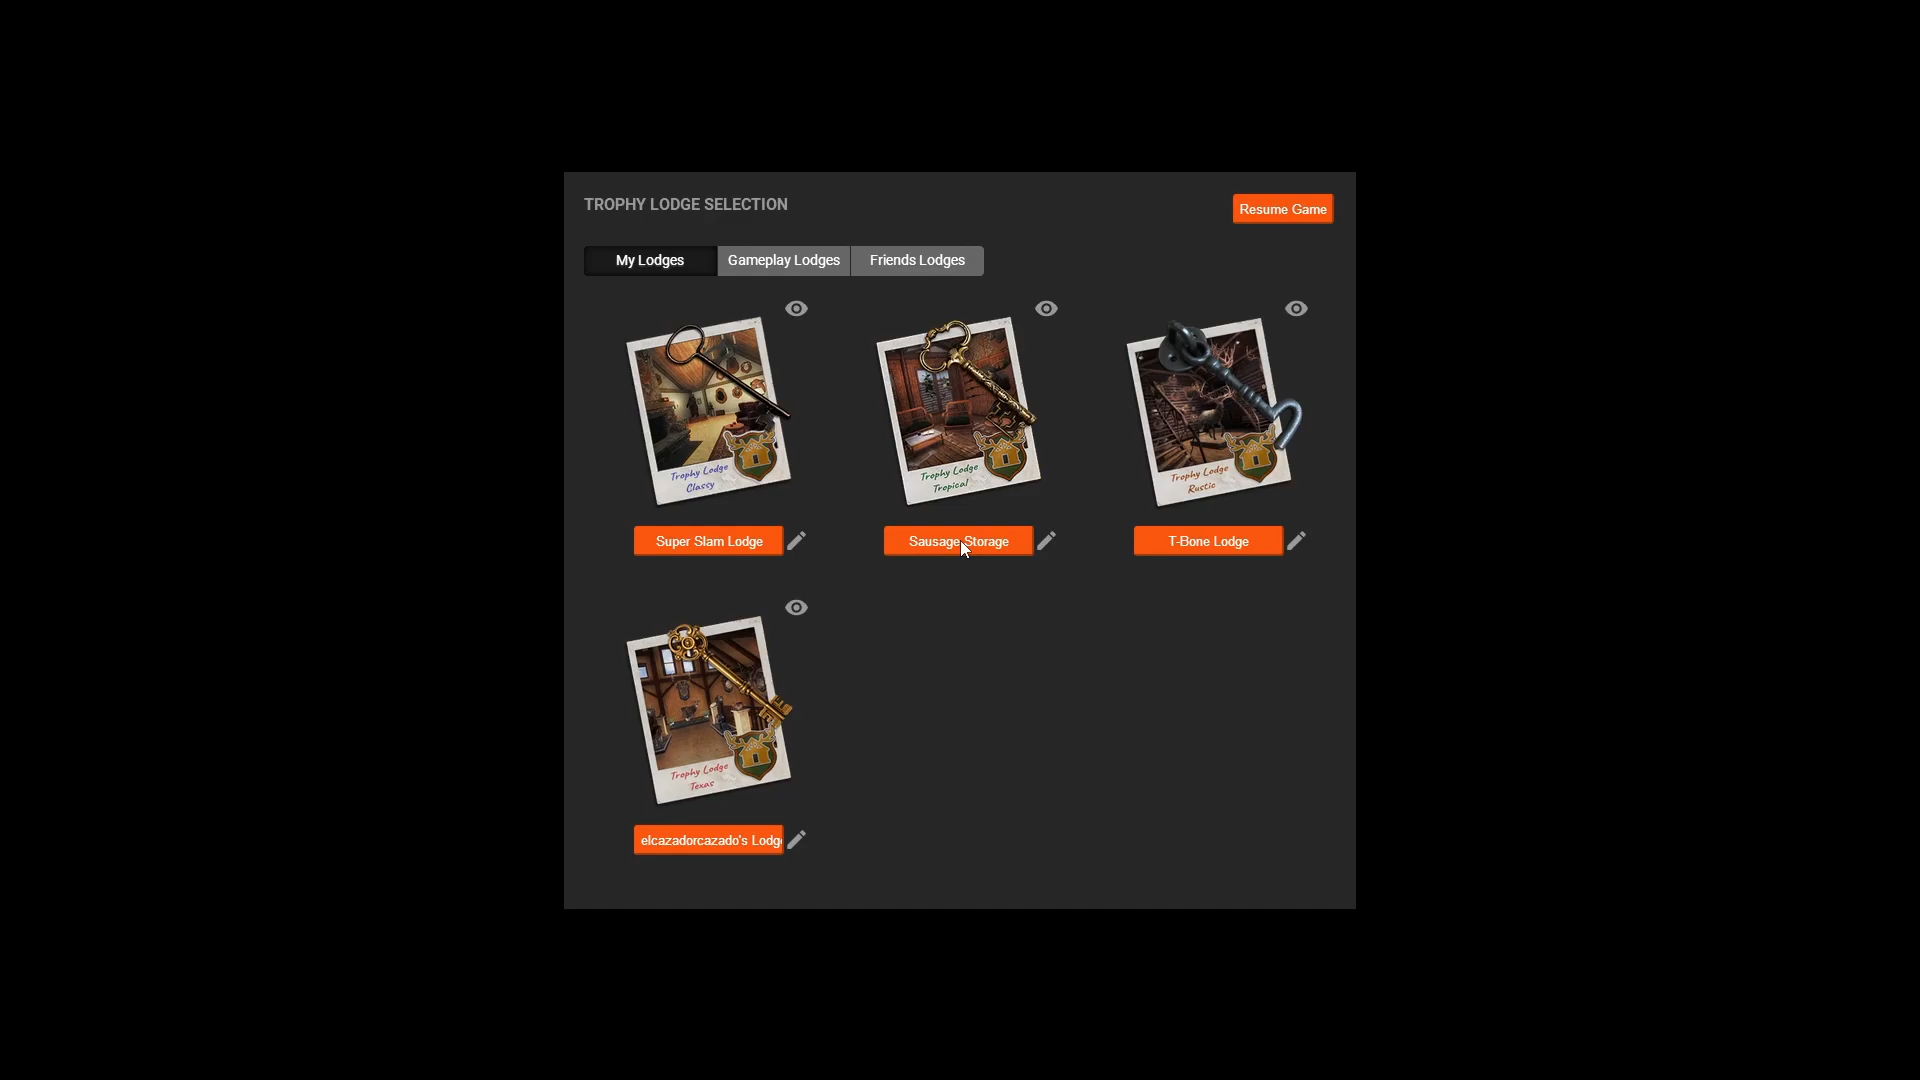 TROPHY LODGE SELECTION
Resume Game
My Lodges
Gameplay Lodges
Friends Lodges
Trophy Lodge
Classy
Trophy Lodge
Tropical
Trophy Lodge
Rustic
Super Slam Lodge
Sausage Storage
T-Bone Lodge
Trophy Lodge
Texas
elcazadorcazado's Lodg